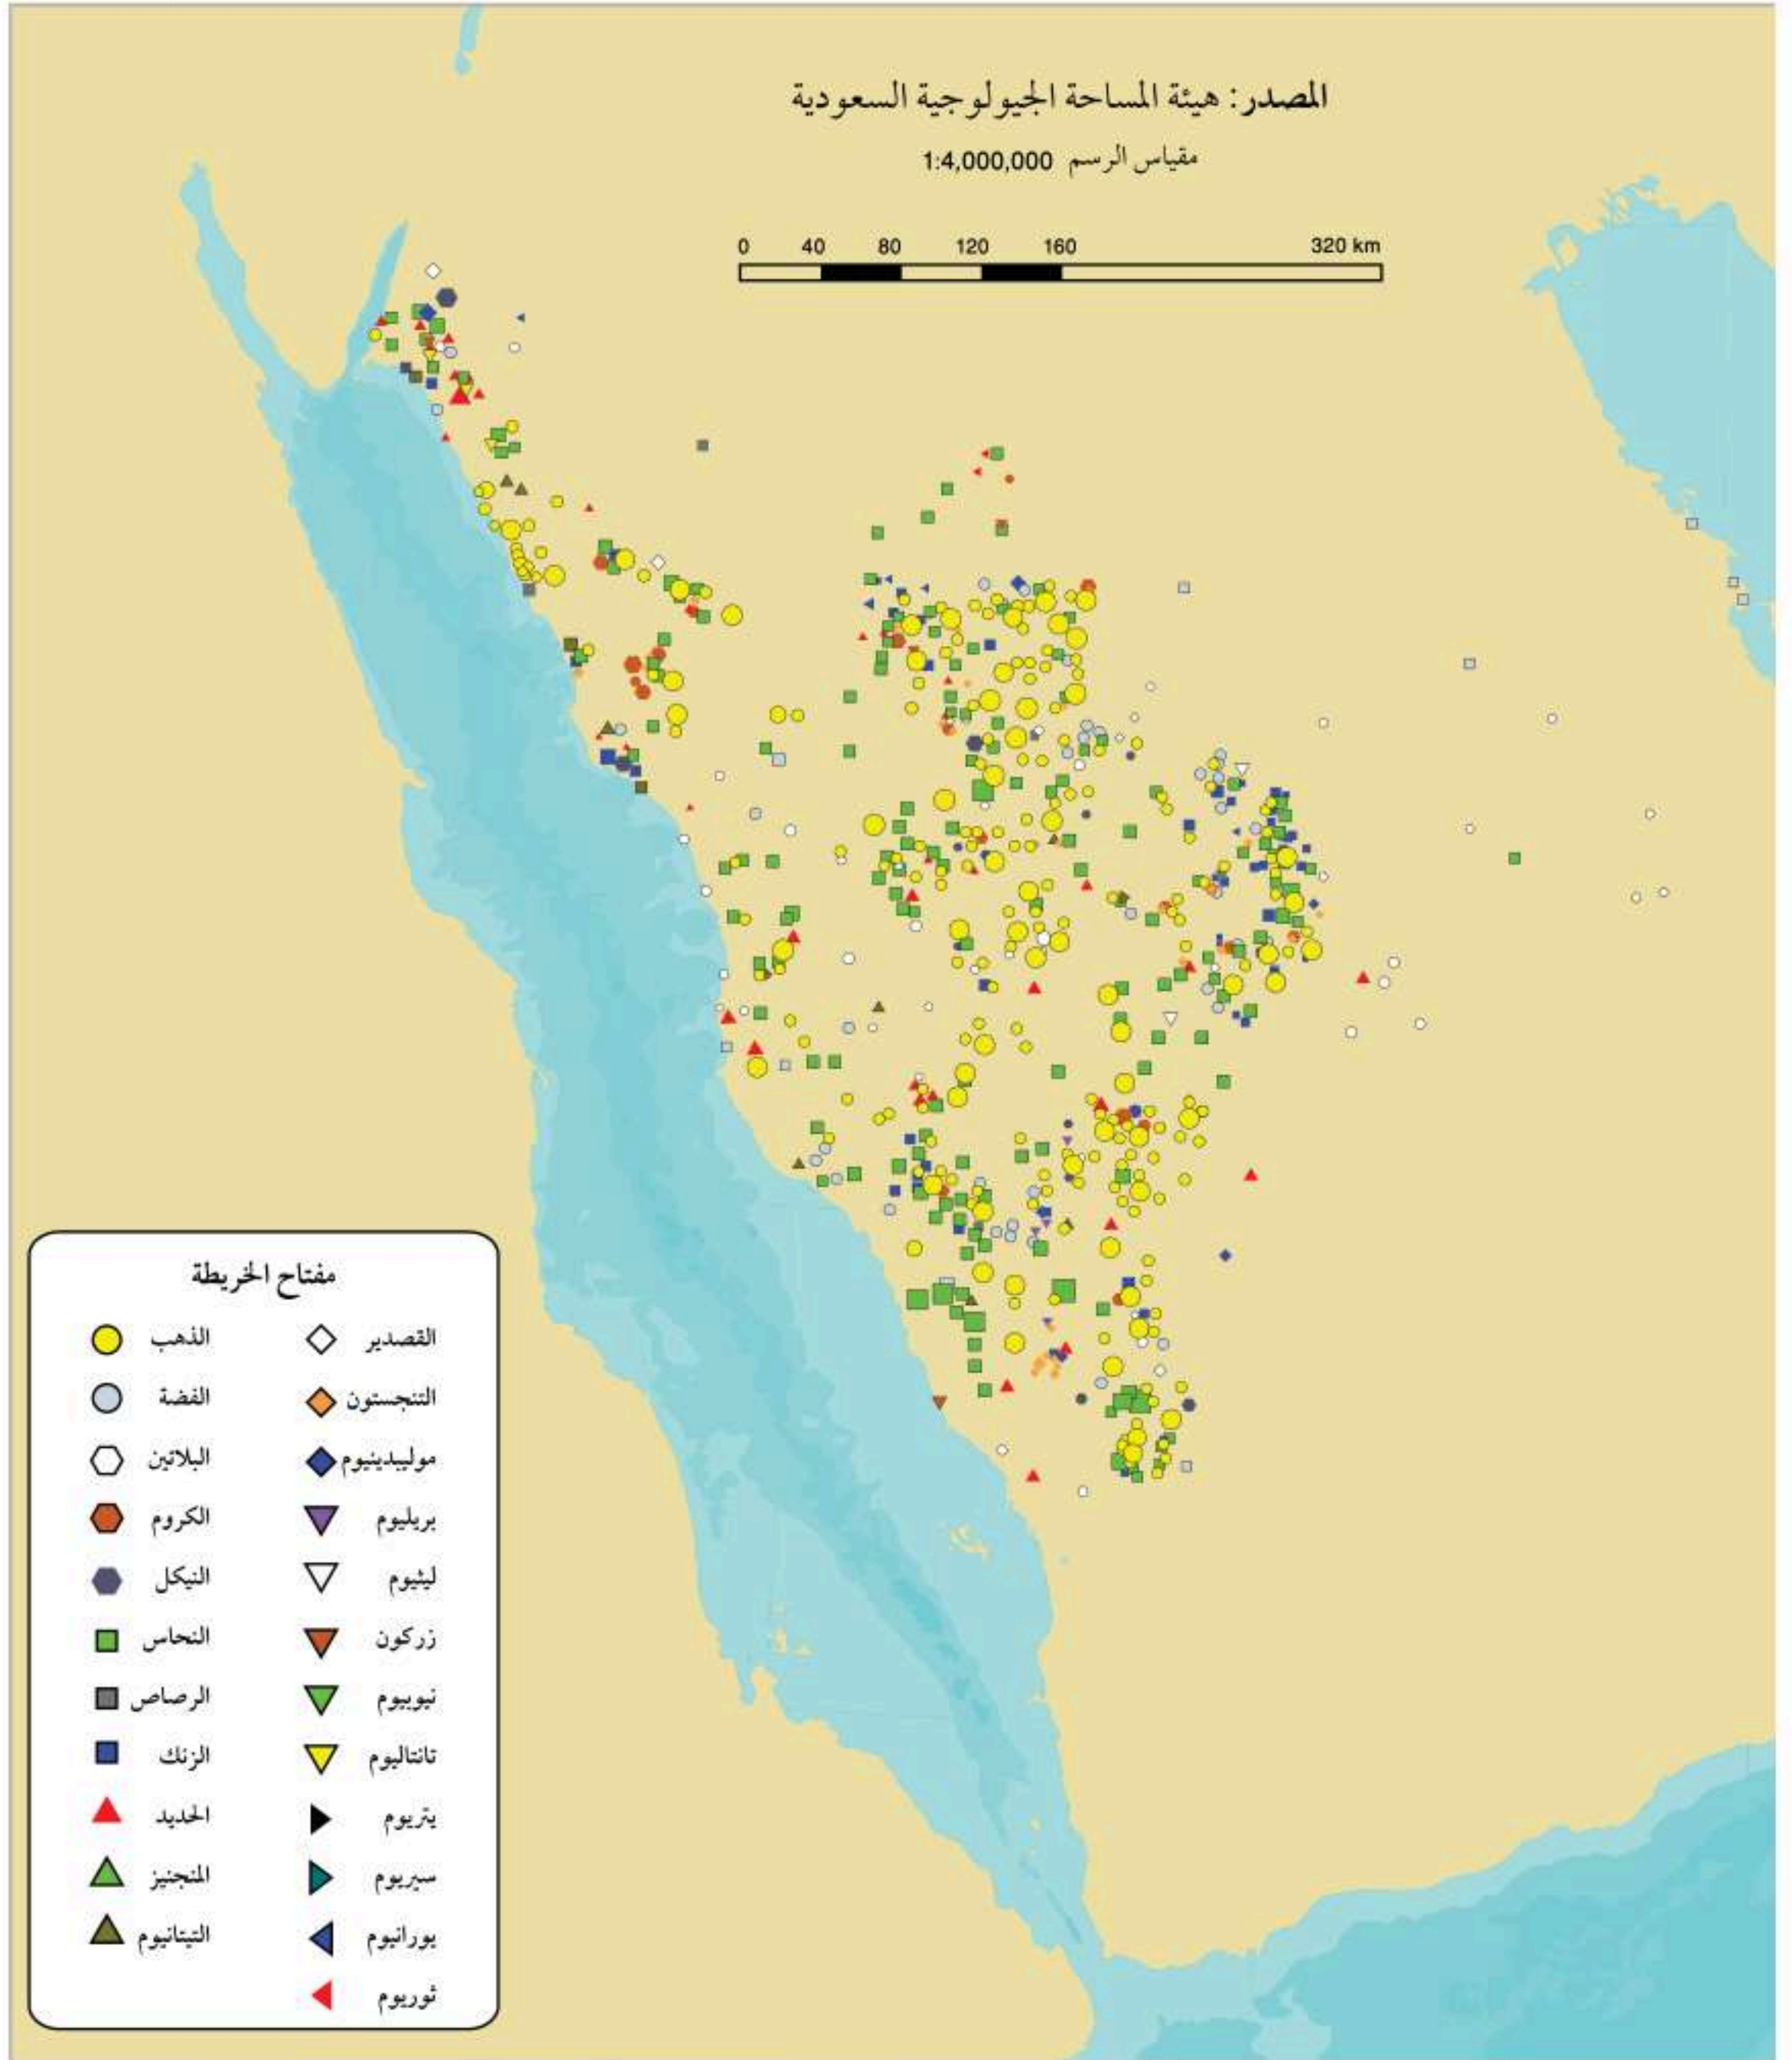 المصدر: هيئة المساحة الجيولوجية السعودية
مقياس الرسم 1:4,000,000
0 40 80 120 160 320 km
مفتاح الخريطة
القصدير
التنجستون
موليبدينيوم
بريليوم
ليثيوم
زركون
نيوبيوم
تانتاليوم
يتريوم
سيريوم
يورانيوم
ثوريوم
الذهب
الفضة
البلاتين
الكروم
النيكل
النحاس
الرصاص
الزنك
الحديد
المنجنيز
التيتانيوم